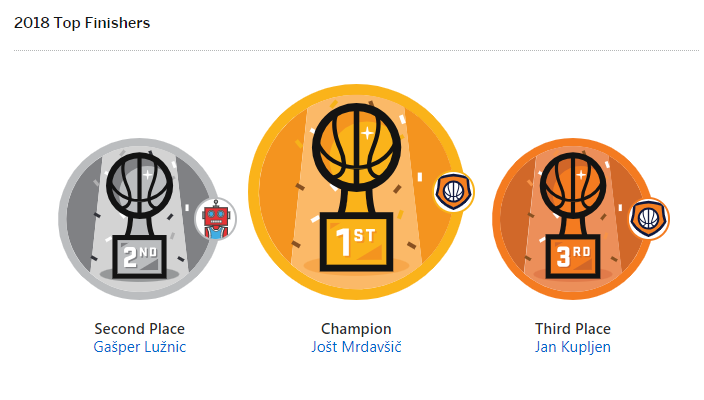 2018 Top Finishers
2ND
1ST
3RD
Second Place
Gašper Lužnic
Champion
Jošt Mrdavšič
Third Place
Jan Kupljen